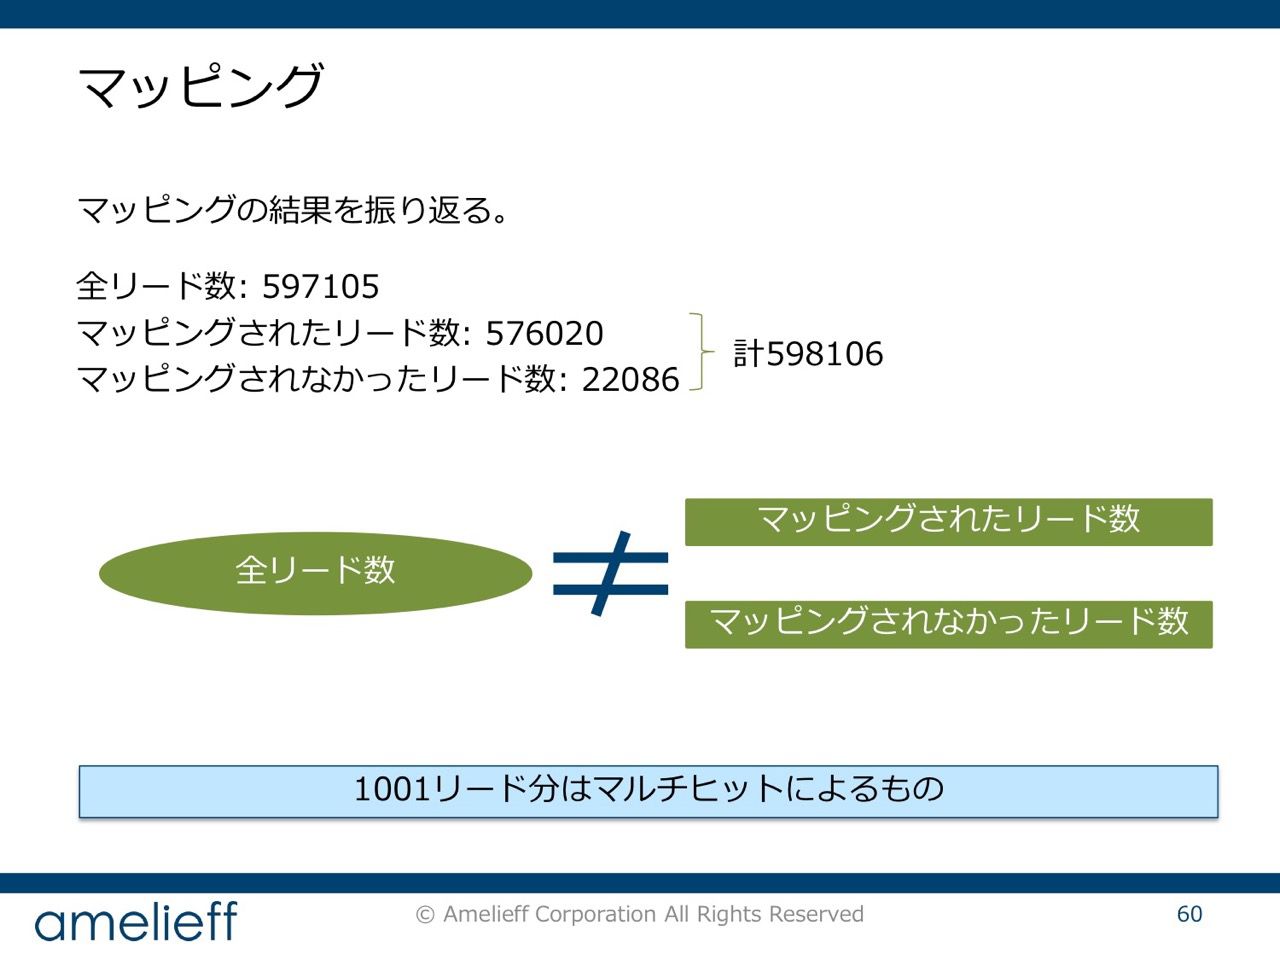 マッピング
マッピングの結果を振り返る。
全リード数: 597105
マッピングされたリード数: 576020
マッピングされなかったリード数: 22086
計598106
全リード数
≠
マッピングされたリード数
マッピングされなかったリード数
1001リード分はマルチヒットによるもの
amelieff
© Amelieff Corporation All Rights Reserved
60